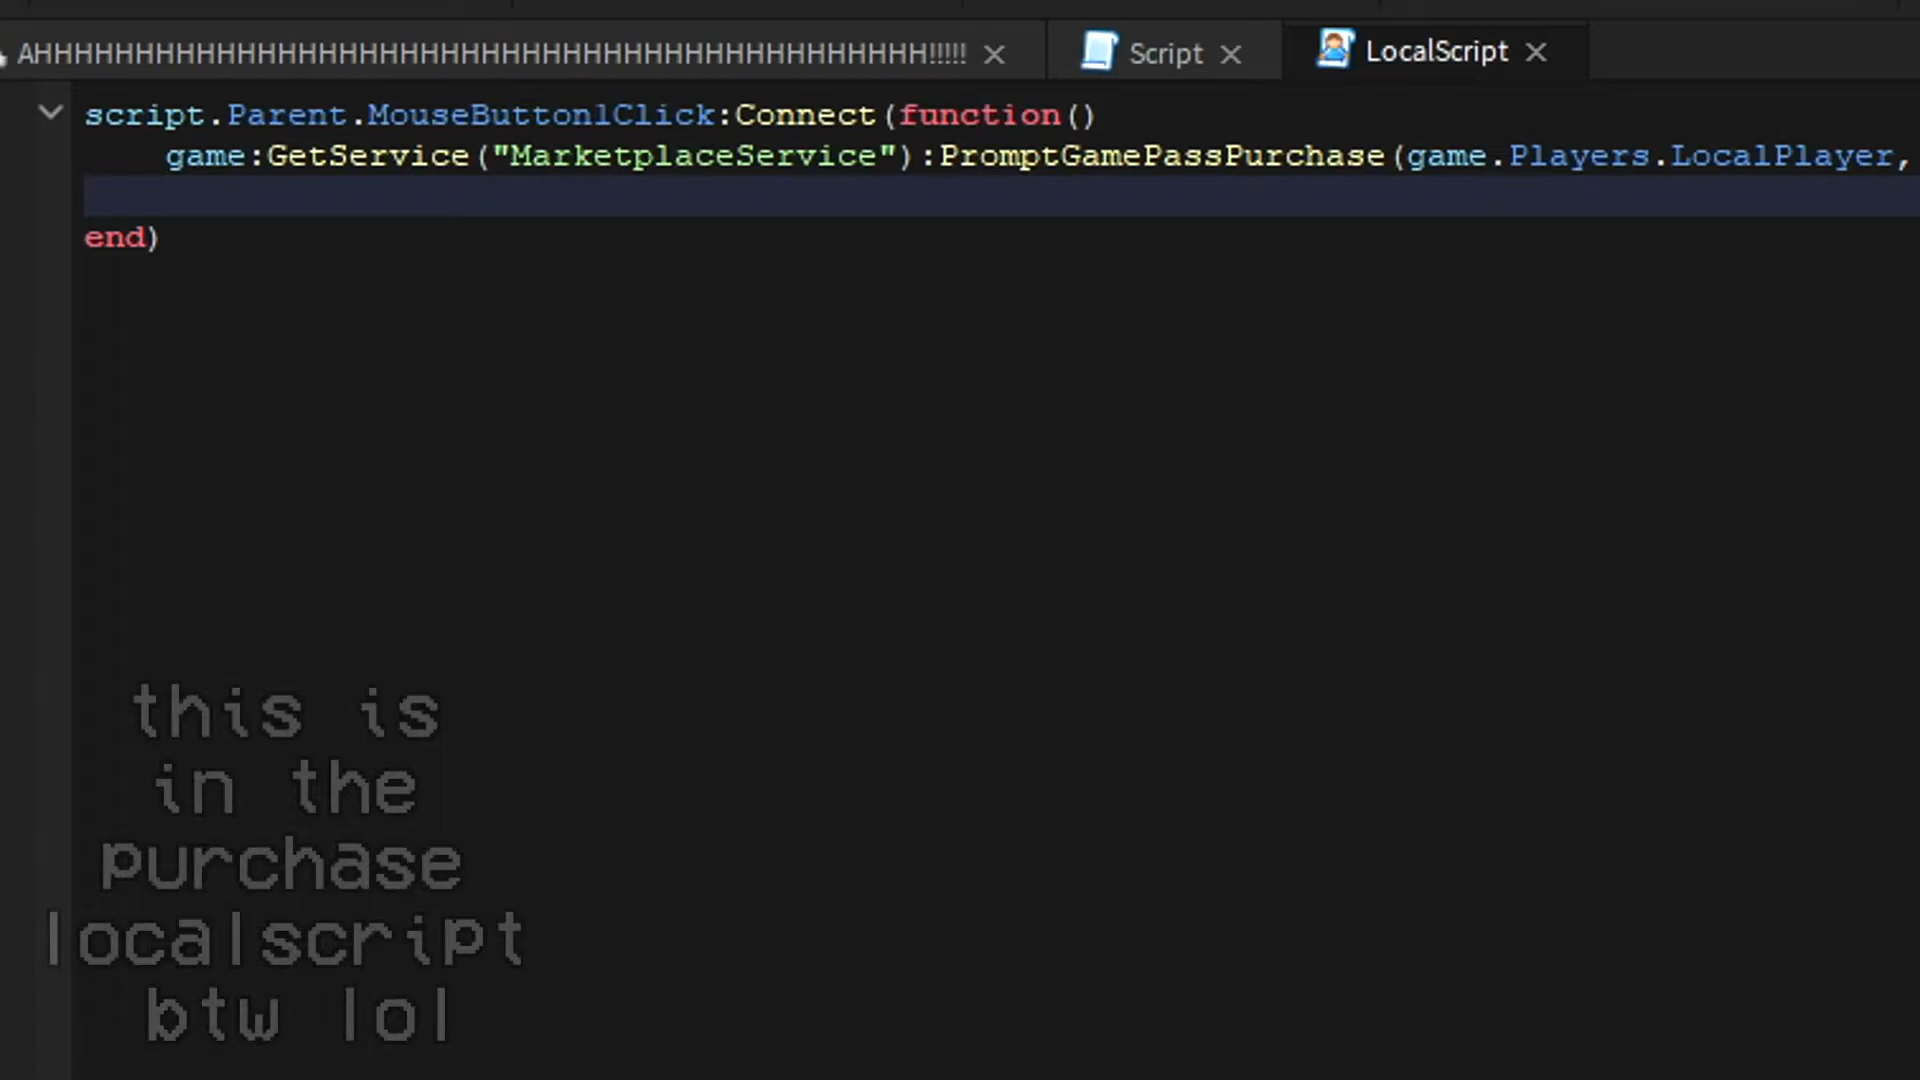 AHHHHHHHHHHHHHHHHHHHHHHHHHHHHHHHHHHHHHHHHHHHH!!!!! Script LocalScript
script.Parent.MouseButton1Click:Connect(function()
game:GetService("MarketplaceService"):PromptGamePassPurchase(game.Players.LocalPlayer,
end)
this is
in the
purchase
localscript
btw lol